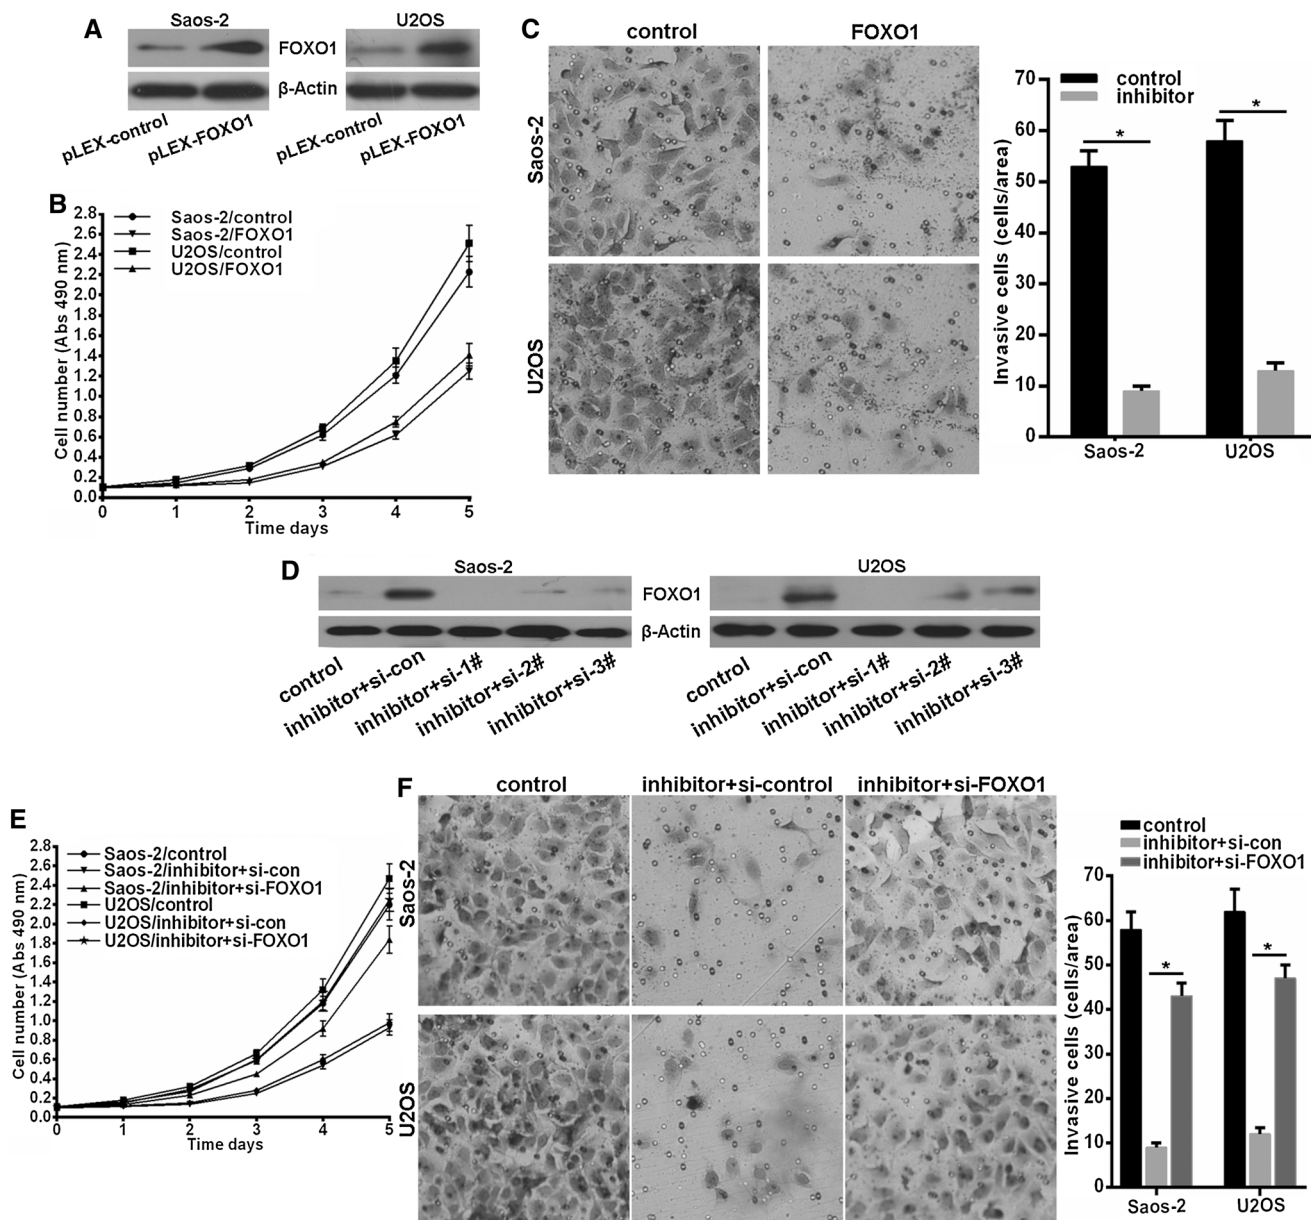 A
Saos-2
U2OS
FOXO1
β-Actin
pLEX-control
pLEX-FOXO1
pLEX-control
pLEX-FOXO1
B
Saos-2/control
Saos-2/FOXO1
U2OS/control
U2OS/FOXO1
Cell number (Abs 490 nm)
2.8
2.6
2.4
2.2
2.0
1.8
1.6
1.4
1.2
1.0
0.8
0.6
0.4
0.2
0.0
0 1 2 3 4 5
Time days
C
control
FOXO1
Saos-2
U2OS
control
inhibitor
Invasive cells (cells/area)
70
60
50
40
30
20
10
0
*
*
Saos-2
U2OS
D
Saos-2
U2OS
FOXO1
β-Actin
control
inhibitor+si-con
inhibitor+si-1#
inhibitor+si-2#
inhibitor+si-3#
control
inhibitor+si-con
inhibitor+si-1#
inhibitor+si-2#
inhibitor+si-3#
E
Saos-2/control
Saos-2/inhibitor+si-con
Saos-2/inhibitor+si-FOXO1
U2OS/control
U2OS/inhibitor+si-con
U2OS/inhibitor+si-FOXO1
Cell number (Abs 490 nm)
2.8
2.6
2.4
2.2
2.0
1.8
1.6
1.4
1.2
1.0
0.8
0.6
0.4
0.2
0.0
0 1 2 3 4 5
Time days
F
control
inhibitor+si-control
inhibitor+si-FOXO1
Saos-2
U2OS
control
inhibitor+si-con
inhibitor+si-FOXO1
Invasive cells (cells/area)
70
60
50
40
30
20
10
0
*
*
Saos-2
U2OS